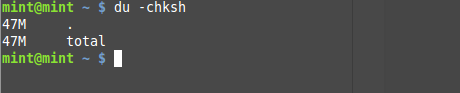 mint@mint ~ $ du -chksh
47M .
47M total
mint@mint ~ $